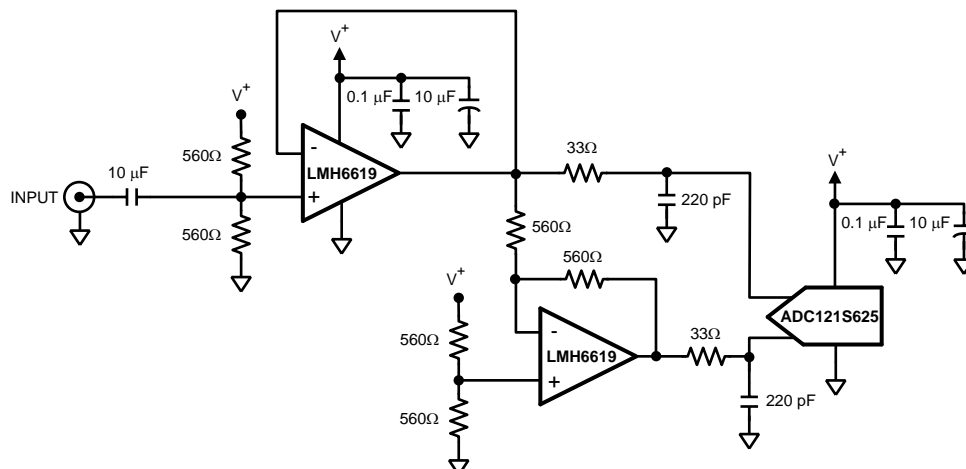 V+
V+
0.1 μF
10 μF
560Ω
10 μF
INPUT
-
LMH6619
+
560Ω
33Ω
220 pF
560Ω
560Ω
V+
0.1 μF
10 μF
ADC121S625
V+
560Ω
-
LMH6619
+
33Ω
560Ω
220 pF